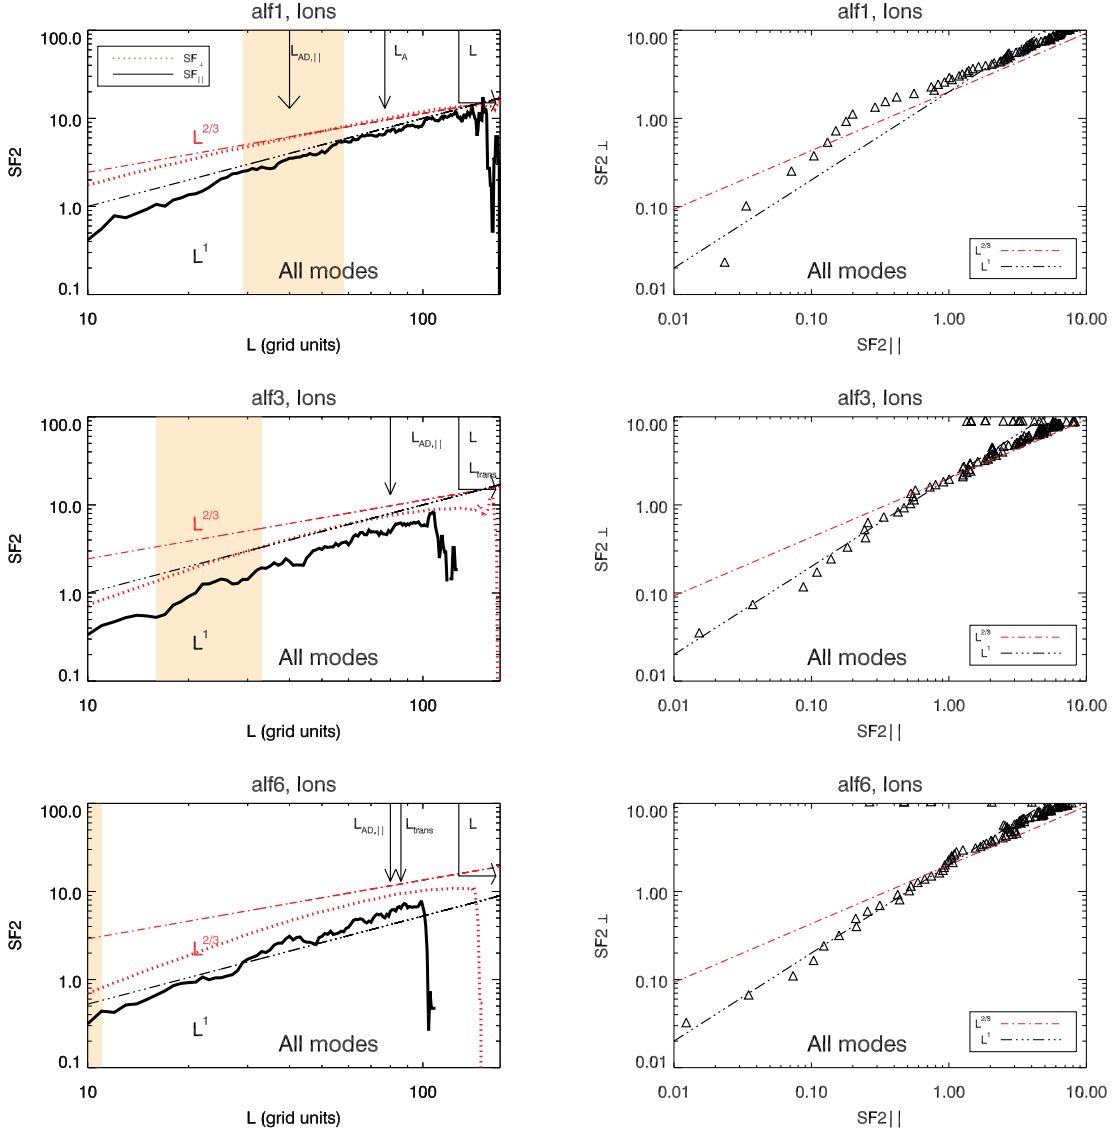 alf1, Ions
100.0
10.0
1.0
0.1
SF2
SF⊥
SF||
L_AD,||
L_A
L
L^2/3
L^1
All modes
10
100
L (grid units)
alf1, Ions
10.00
1.00
0.10
0.01
SF2 ⊥
L^2/3
L^1
All modes
0.01
0.10
1.00
10.00
SF2||
alf3, Ions
100.0
10.0
1.0
0.1
SF2
L_AD,||
L
L_trans
L^2/3
L^1
All modes
10
100
L (grid units)
alf3, Ions
10.00
1.00
0.10
0.01
SF2 ⊥
L^2/3
L^1
All modes
0.01
0.10
1.00
10.00
SF2||
alf6, Ions
100.0
10.0
1.0
0.1
SF2
L_AD,||
L_trans
L
L^2/3
L^1
All modes
10
100
L (grid units)
alf6, Ions
10.00
1.00
0.10
0.01
SF2 ⊥
L^2/3
L^1
All modes
0.01
0.10
1.00
10.00
SF2||